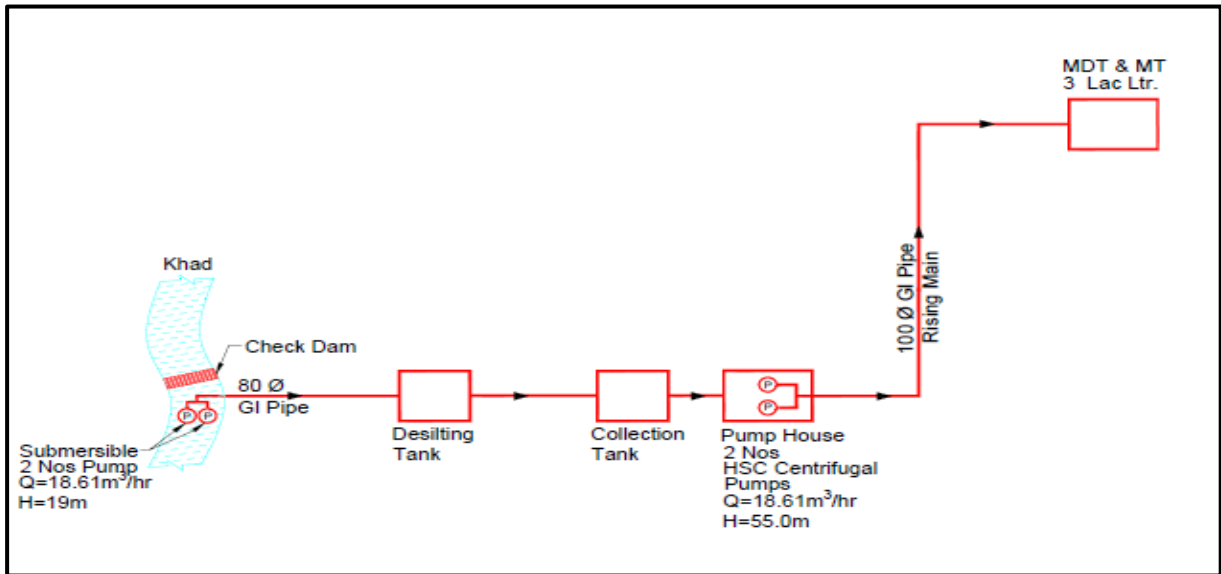 MDT & MT
3 Lac Ltr.
Khad
Check Dam
80 Ø
GI Pipe
Submersible
2 Nos Pump
Q=18.61m³/hr
H=19m
P
P
Desilting
Tank
Collection
Tank
P
P
Pump House
2 Nos
HSC Centrifugal
Pumps
Q=18.61m³/hr
H=55.0m
100 Ø GI Pipe
Rising Main